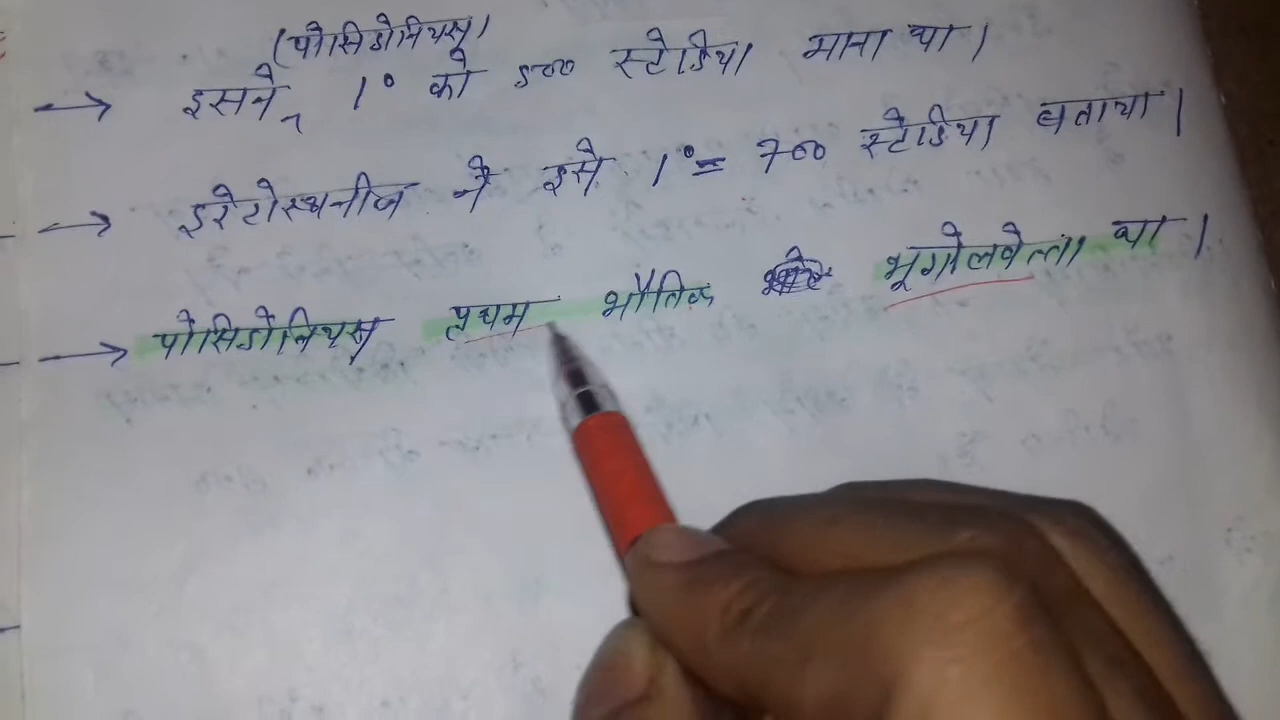 (पोसिडोनियस)
→ इसने, 1° को 500 स्टेडिया माना था।
→ इरेटोस्थनीज ने इसे 1° = 700 स्टेडिया बताया।
→ पोसिडोनियस प्रथम भौतिक भूगोलवेत्ता था।